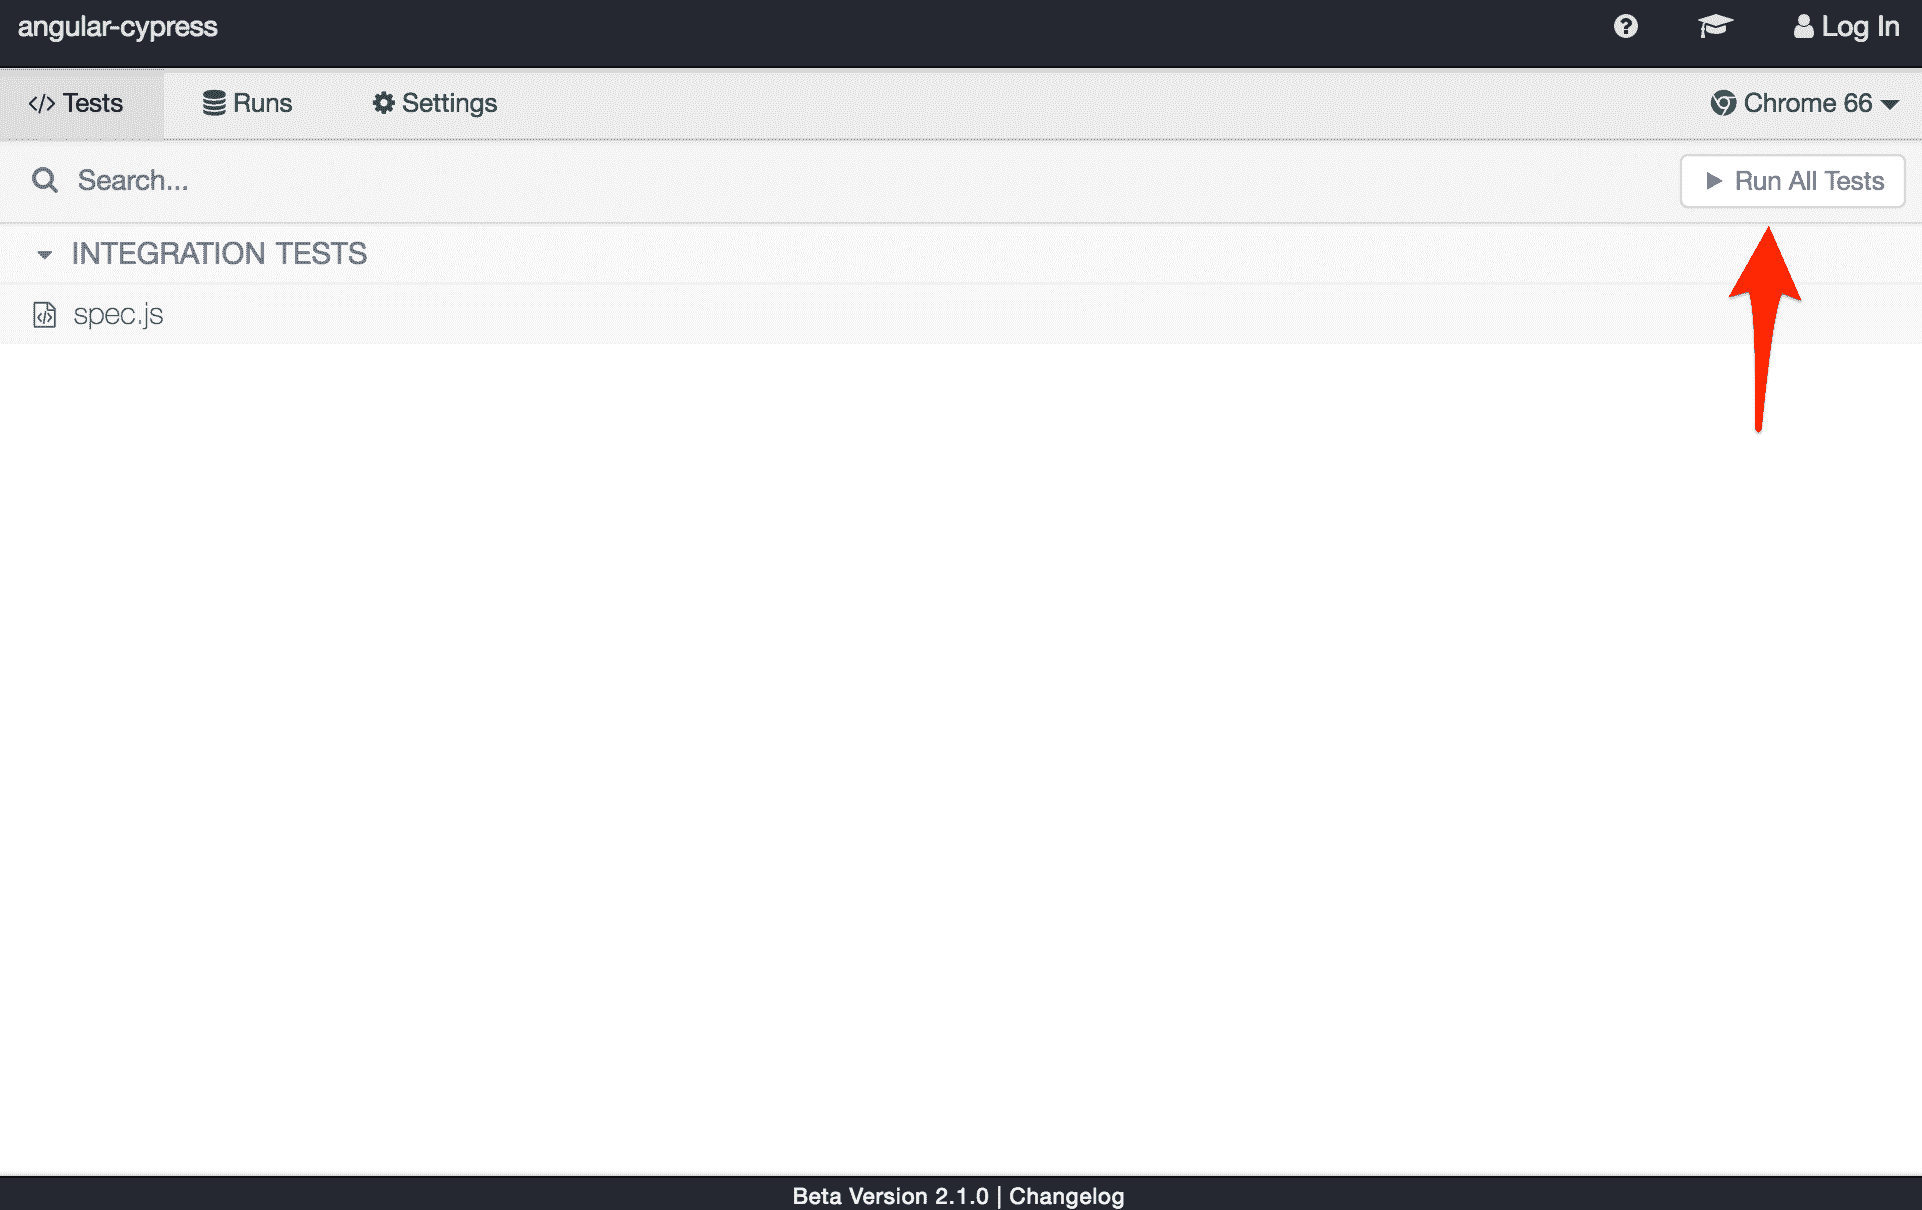 angular-cypress
Log In
Tests
Runs
Settings
Chrome 66
Search...
Run All Tests
INTEGRATION TESTS
spec.js
Beta Version 2.1.0 | Changelog